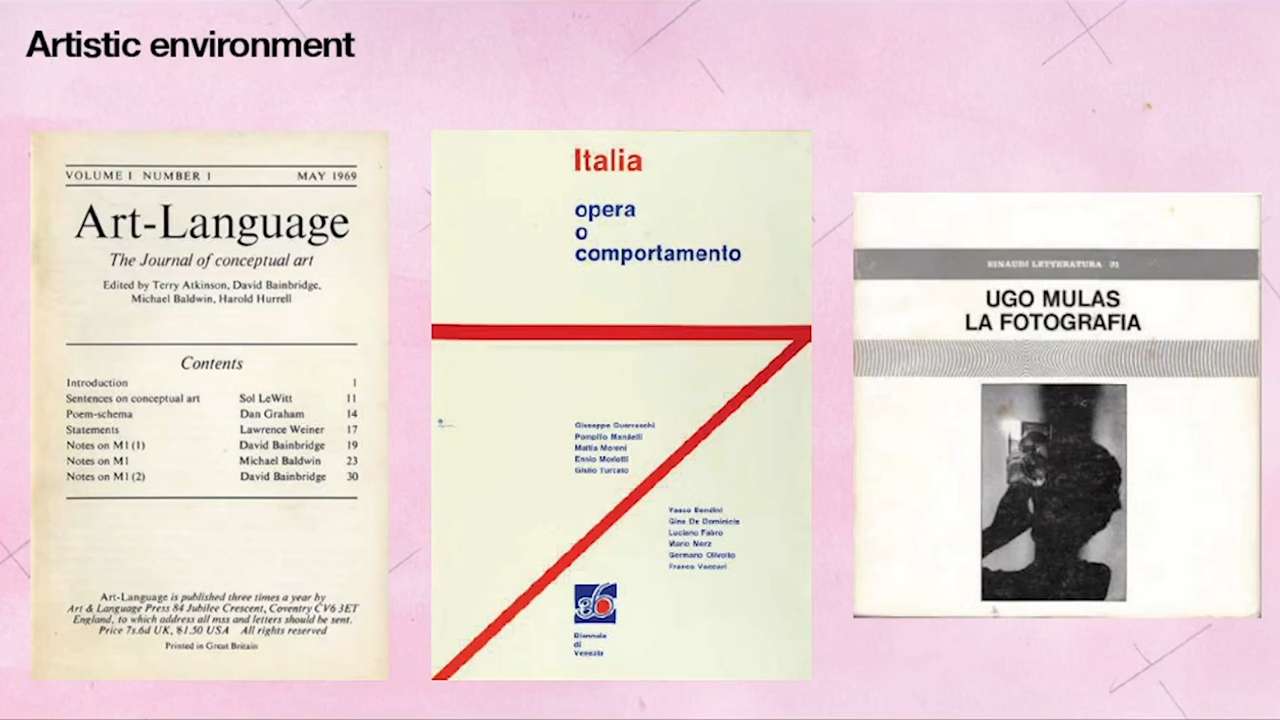 Artistic environment
VOLUME 1 NUMBER 1 MAY 1969
Art-Language
The Journal of conceptual art
Edited by Terry Atkinson, David Bainbridge,
Michael Baldwin, Harold Hurrell
Contents
Introduction 1
Sentences on conceptual art Sol LeWitt 11
Poem-schema Dan Graham 14
Statements Lawrence Weiner 17
Notes on M1 (1) David Bainbridge 19
Notes on M1 Michael Baldwin 23
Notes on M1 (2) David Bainbridge 30
Art-Language is published three times a year by
Art & Language Press 84 Jubilee Crescent, Coventry CV6 3ET
England, to which address all mss and letters should be sent.
Price 7s.6d UK, $1.50 USA All rights reserved
Printed in Great Britain
Italia
opera
o
comportamento
Giuseppe Guerreschi
Pompilio Mandelli
Mattia Moreni
Ennio Morlotti
Giulio Turcato
Vasco Bendini
Gino De Dominicis
Luciano Fabro
Mario Merz
Germano Olivotto
Franco Vaccari
36
Biennale
di
Venezia
EINAUDI LETTERATURA 31
UGO MULAS
LA FOTOGRAFIA